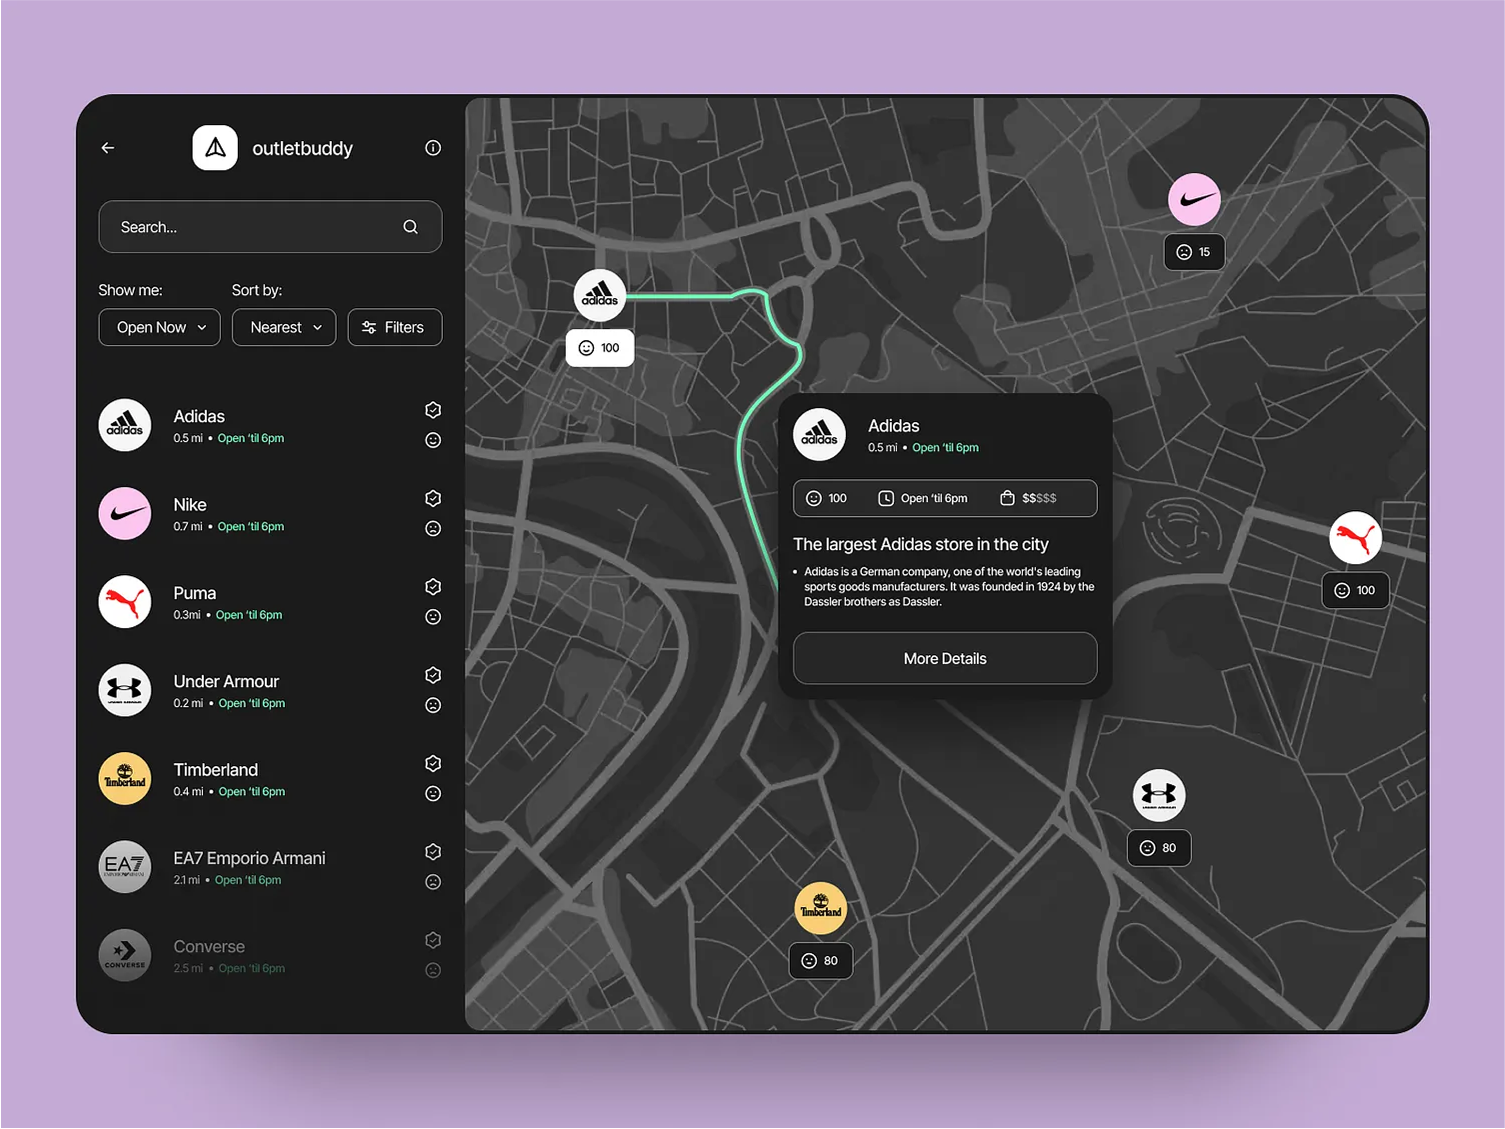 outletbuddy
Search...
Show me:
Sort by:
Open Now
Nearest
Filters
adidas
Adidas
0.5 mi • Open ‘til 6pm
Nike
0.7 mi • Open ‘til 6pm
Puma
0.3mi • Open ‘til 6pm
UNDER ARMOUR
Under Armour
0.2 mi • Open ‘til 6pm
Timberland
Timberland
0.4 mi • Open ‘til 6pm
EA7
EMPORIO ARMANI
EA7 Emporio Armani
2.1 mi • Open ‘til 6pm
CONVERSE
Converse
2.5 mi • Open ‘til 6pm
15
adidas
100
adidas
Adidas
0.5 mi • Open ‘til 6pm
100
Open ‘til 6pm
$$$$$
The largest Adidas store in the city
• Adidas is a German company, one of the world's leading
sports goods manufacturers. It was founded in 1924 by the
Dassler brothers as Dassler.
More Details
100
UNDER ARMOUR
80
Timberland
80